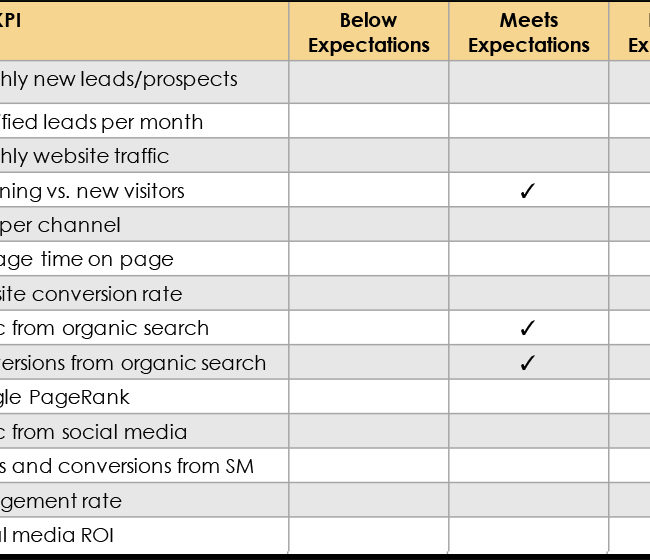 KPI Below Expectations Meets Expectations Ex
hly new leads/prospects
fied leads per month
hly website traffic
ning vs. new visitors ✓
per channel
age time on page
site conversion rate
c from organic search ✓
ersions from organic search ✓
gle PageRank
c from social media
s and conversions from SM
gement rate
l media ROI